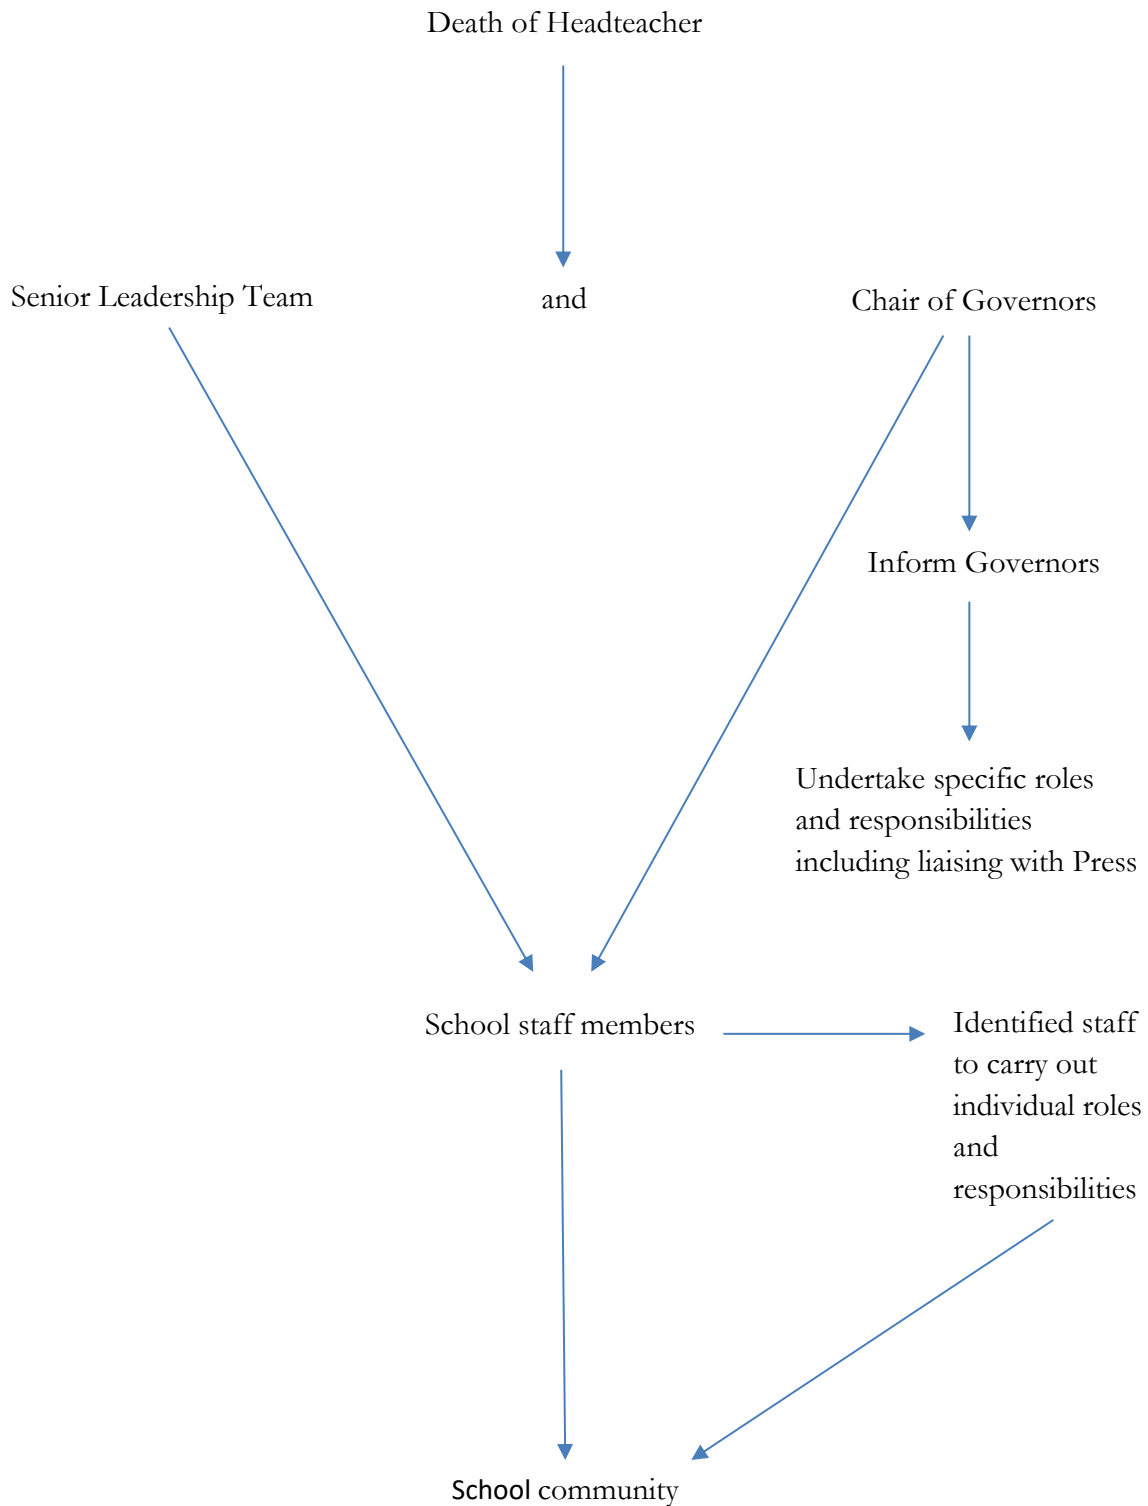 Death of Headteacher
Senior Leadership Team
and
Chair of Governors
Inform Governors
Undertake specific roles
and responsibilities
including liaising with Press
School staff members
Identified staff
to carry out
individual roles
and
responsibilities
School community